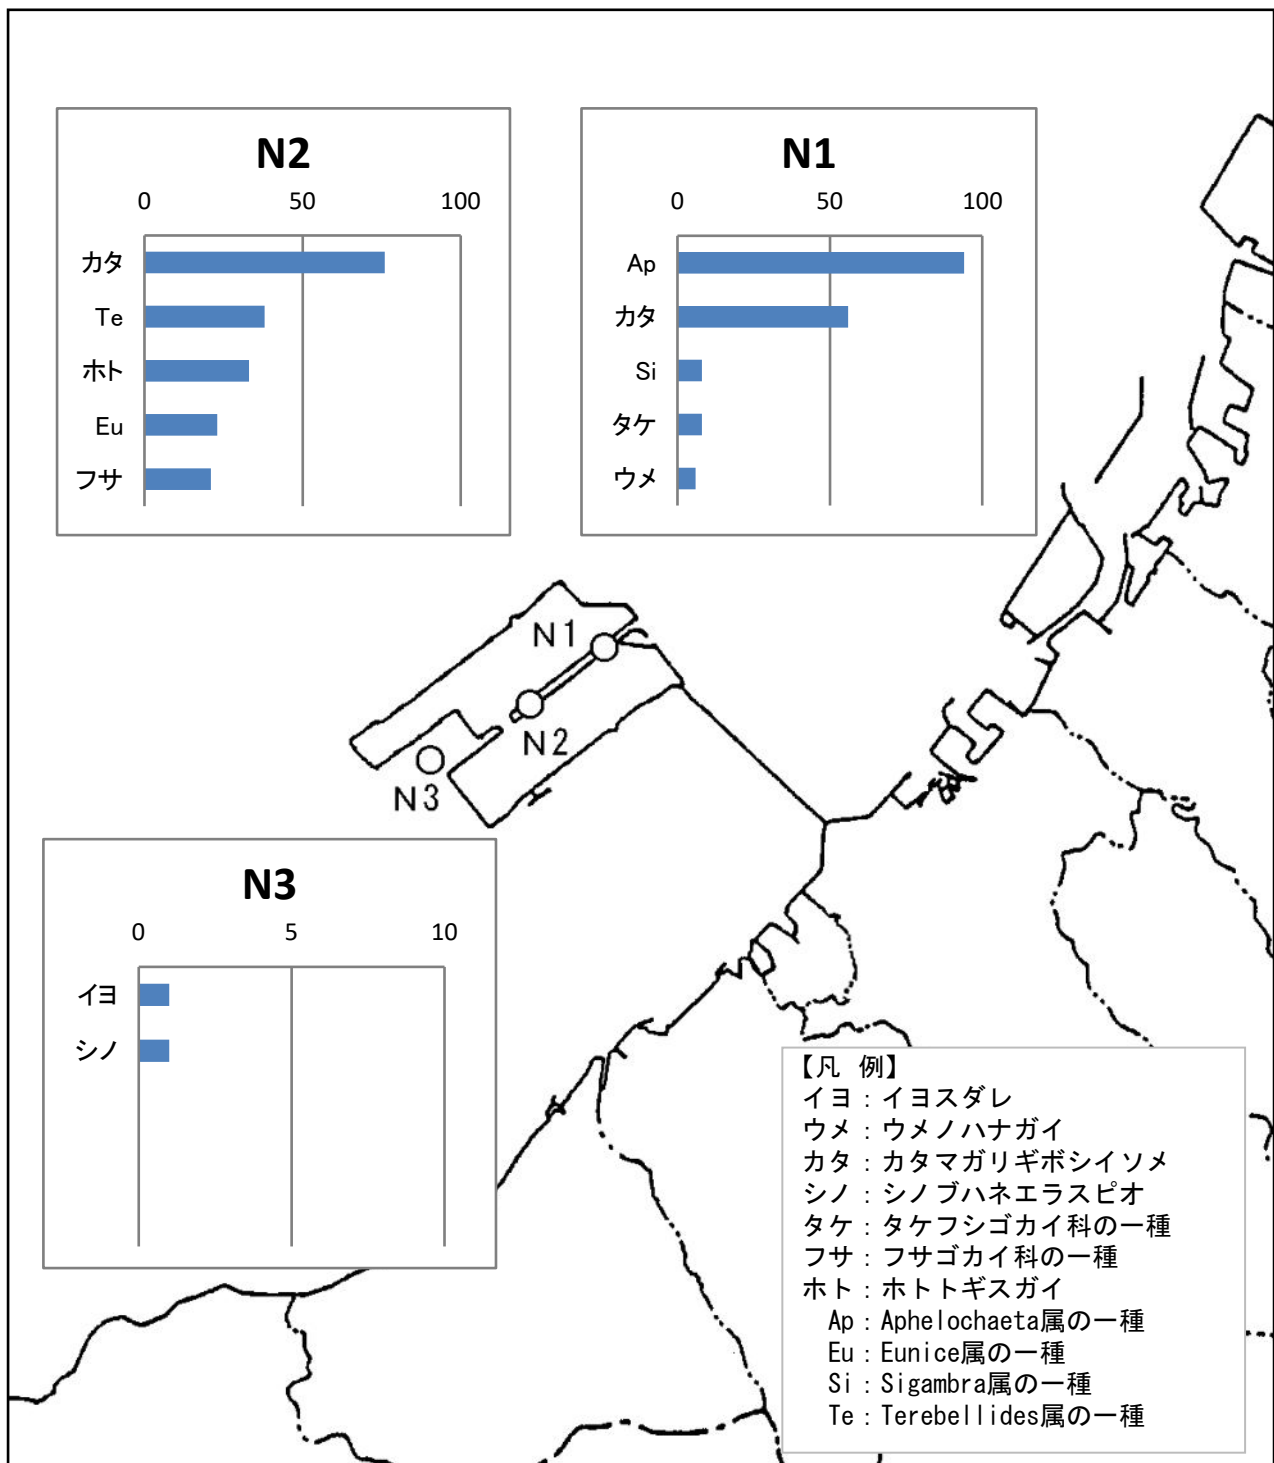 N2
0 50 100
カタ
Te
ホト
Eu
フサ
N1
0 50 100
Ap
カタ
Si
タケ
ウメ
N1
N2
N3
N3
0 5 10
イヨ
シノ
【凡 例】
イヨ：イヨスダレ
ウメ：ウメノハナガイ
カタ：カタマガリギボシイソメ
シノ：シノブハネエラスピオ
タケ：タケフシゴカイ科の一種
フサ：フサゴカイ科の一種
ホト：ホトトギスガイ
Ap：Aphelochaeta属の一種
Eu：Eunice属の一種
Si：Sigambra属の一種
Te：Terebellides属の一種